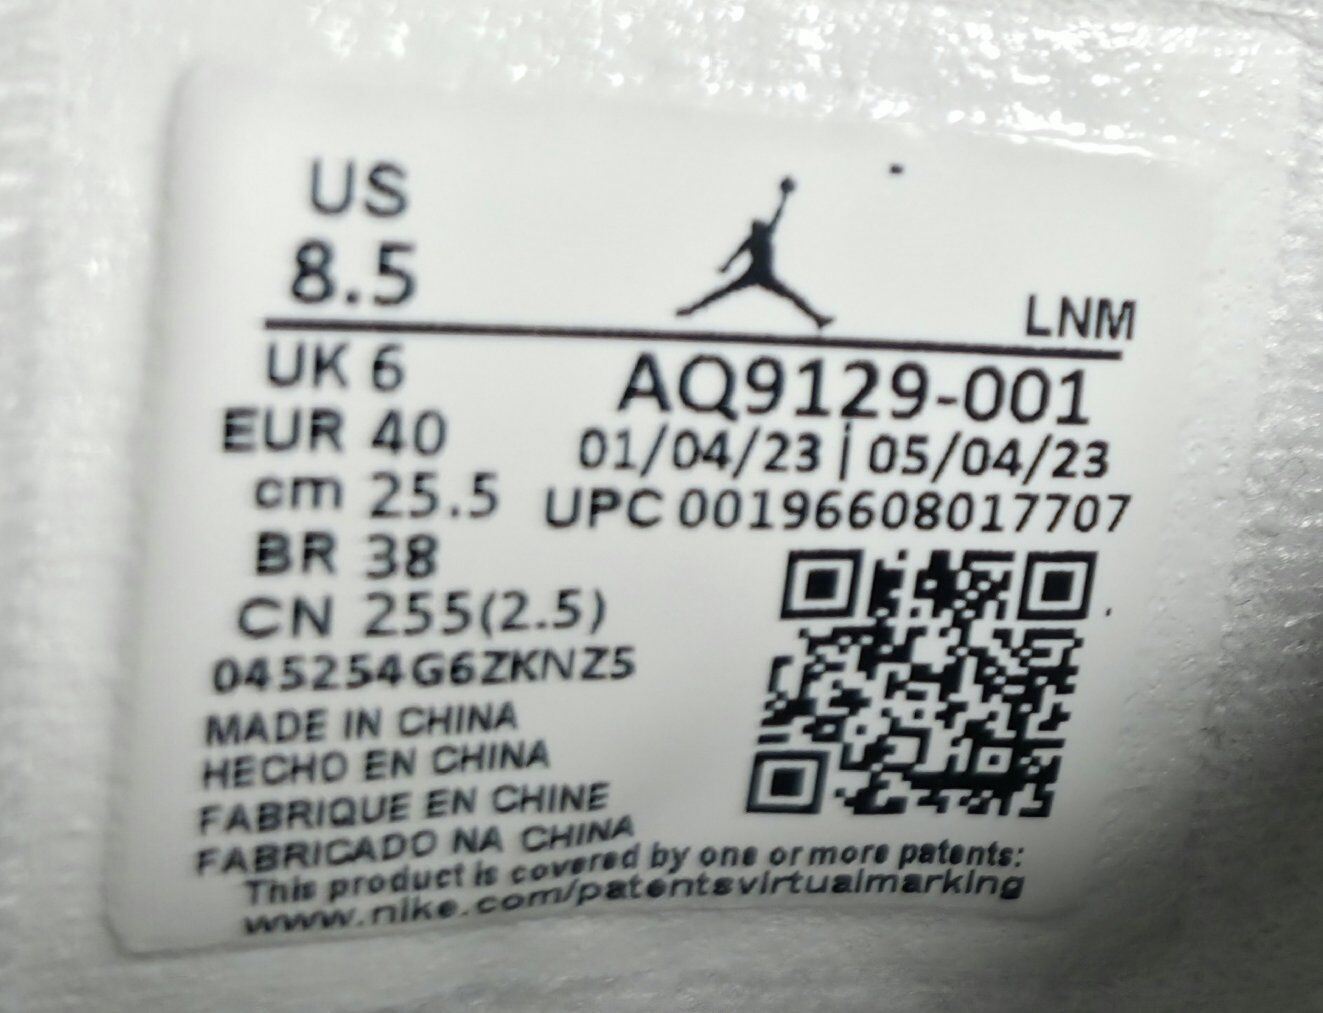 US
8.5
LNM
UK 6
AQ9129-001
EUR 40
01/04/23 | 05/04/23
cm 25.5
UPC 00196608017707
BR 38
CN 255(2.5)
045254G6ZKNZ5
MADE IN CHINA
HECHO EN CHINA
FABRIQUE EN CHINE
FABRICADO NA CHINA
This product is covered by one or more patents:
www.nike.com/patentsvirtualmarking